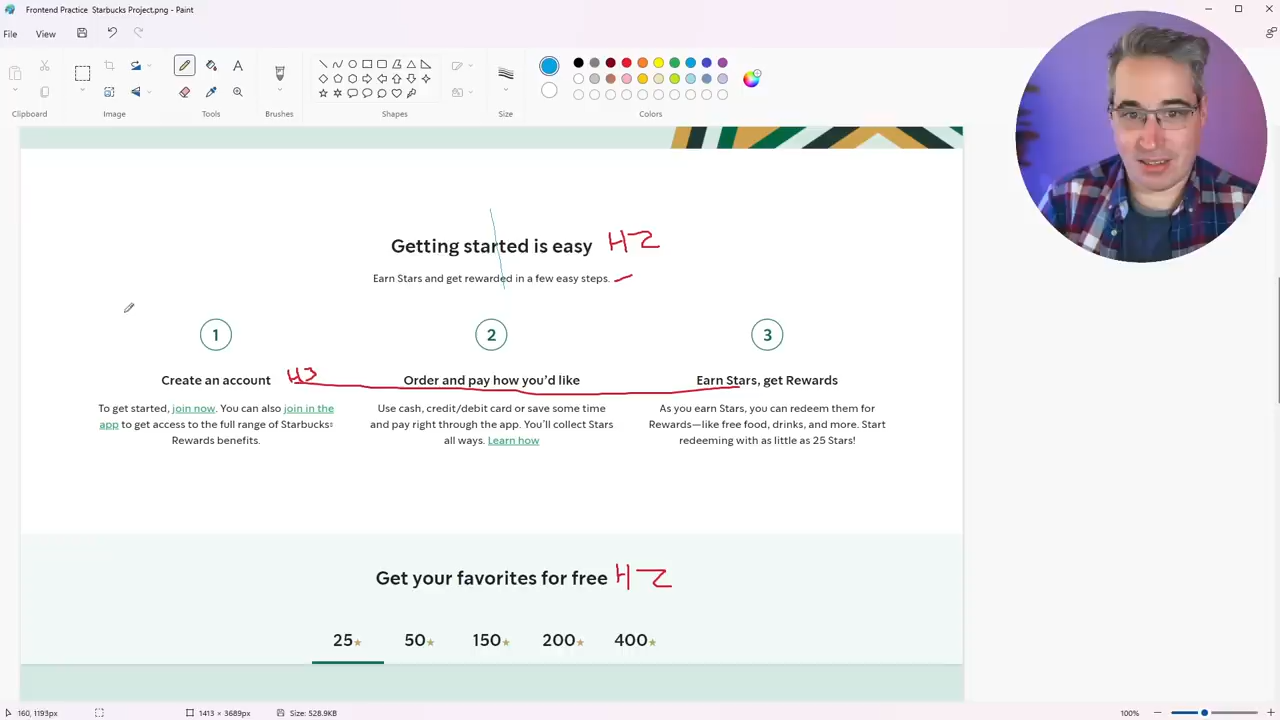 Frontend Practice Starbucks Project.png - Paint
File View
Clipboard Image Tools Brushes Shapes Size Colors
Getting started is easy H2
Earn Stars and get rewarded in a few easy steps.
1 2 3
Create an account H3 Order and pay how you'd like Earn Stars, get Rewards
To get started, join now. You can also join in the
app to get access to the full range of Starbucks®
Rewards benefits.
Use cash, credit/debit card or save some time
and pay right through the app. You'll collect Stars
all ways. Learn how
As you earn Stars, you can redeem them for
Rewards—like free food, drinks, and more. Start
redeeming with as little as 25 Stars!
Get your favorites for free H2
25★ 50★ 150★ 200★ 400★
160, 1193px 1413 × 3689px Size: 528.9KB 100%